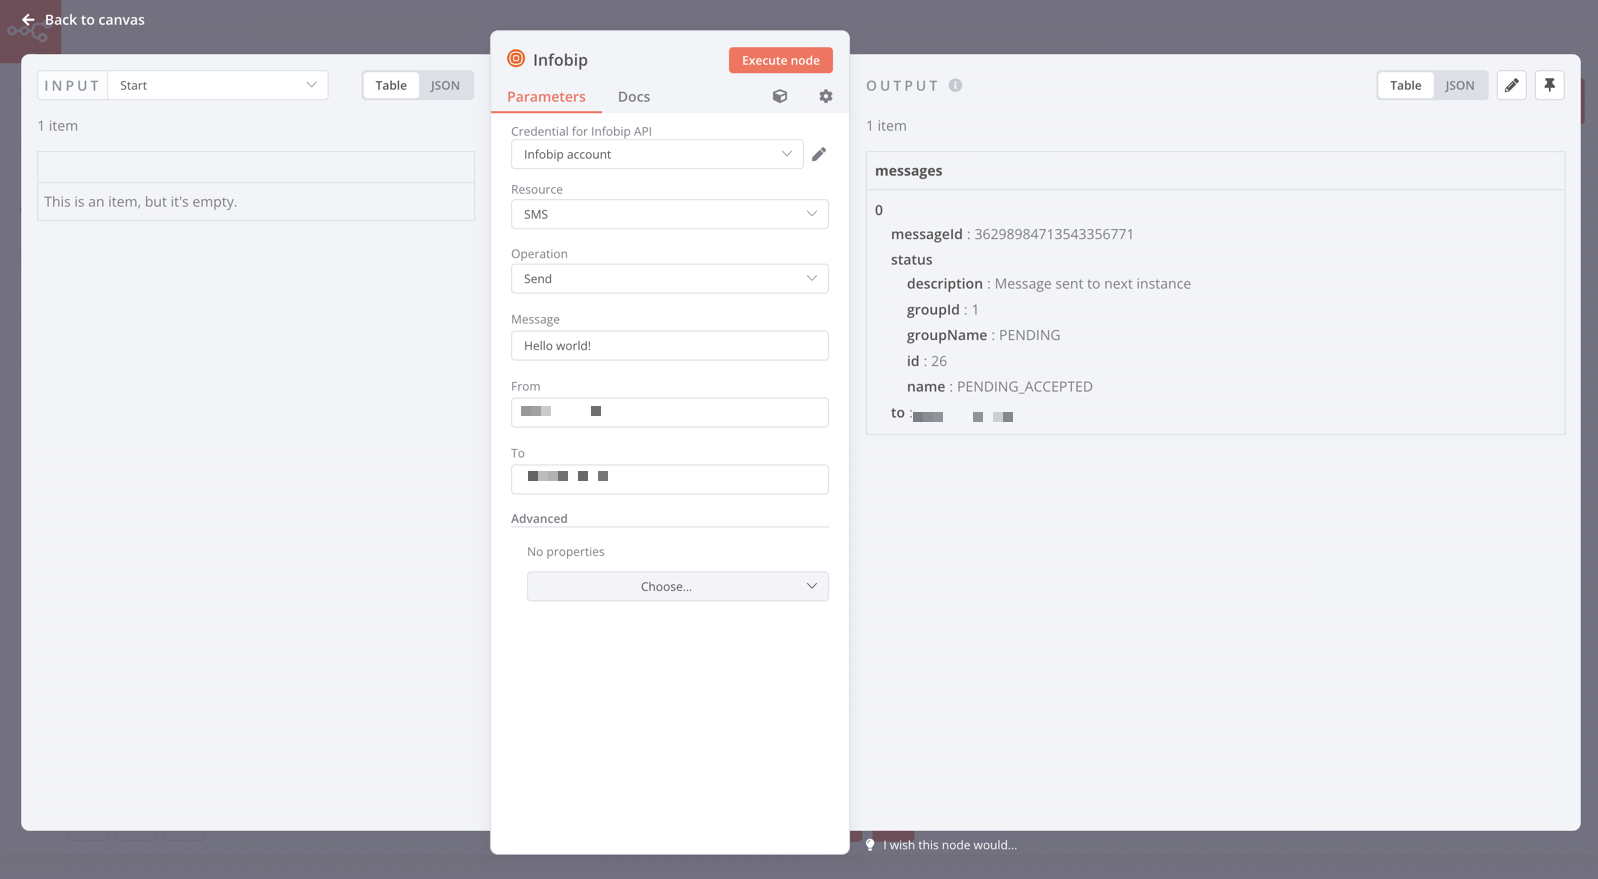 Back to canvas
INPUT Start Table JSON
1 item
This is an item, but it's empty.
Infobip Execute node
Parameters Docs
Credential for Infobip API
Infobip account
Resource
SMS
Operation
Send
Message
Hello world!
From
To
Advanced
No properties
Choose...
OUTPUT Table JSON
1 item
messages
0
messageId : 36298984713543356771
status
description : Message sent to next instance
groupId : 1
groupName : PENDING
id : 26
name : PENDING_ACCEPTED
to :
I wish this node would...